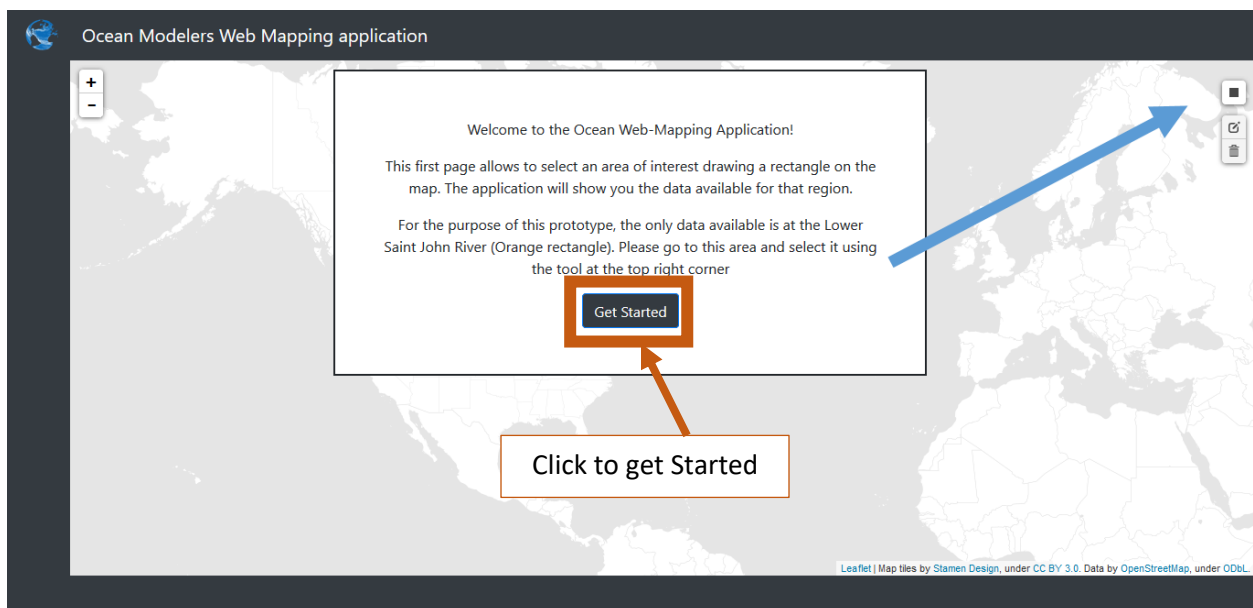 Ocean Modelers Web Mapping application
+
-
Welcome to the Ocean Web-Mapping Application!
This first page allows to select an area of interest drawing a rectangle on the
map. The application will show you the data available for that region.
For the purpose of this prototype, the only data available is at the Lower
Saint John River (Orange rectangle). Please go to this area and select it using
the tool at the top right corner
Get Started
Click to get Started
Leaflet | Map tiles by Stamen Design, under CC BY 3.0. Data by OpenStreetMap, under ODbL.